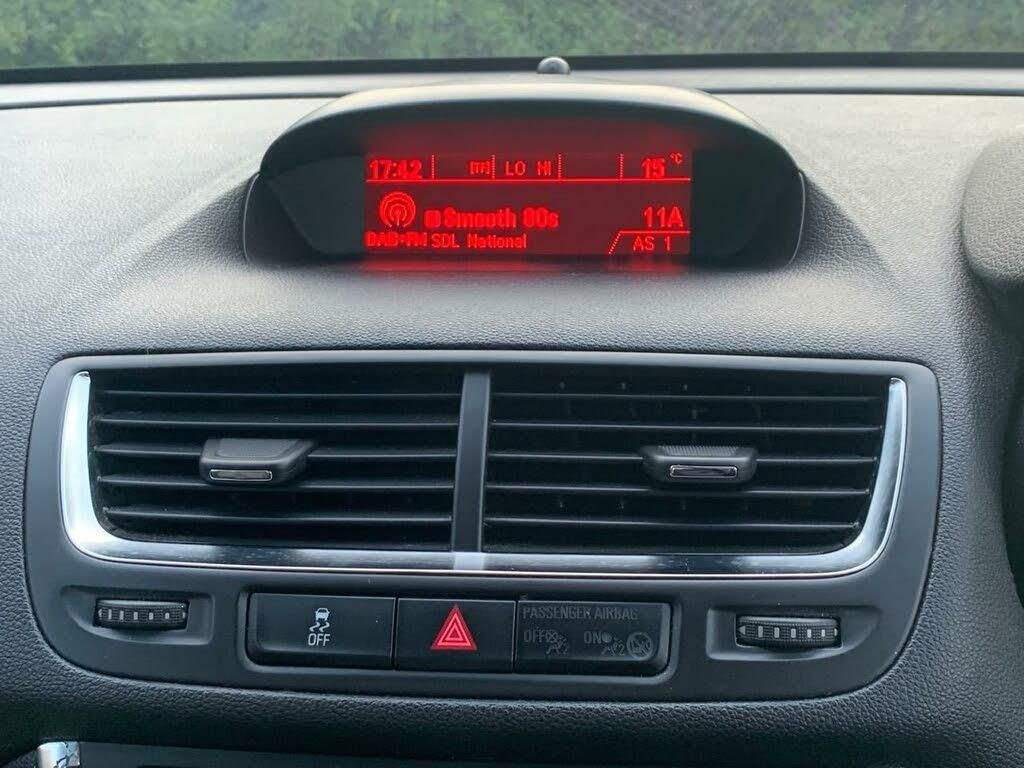 17:42 LO HI 15 °C
Smooth 80s 11A
DAB+FM SDL National AS 1
OFF
PASSENGER AIRBAG
OFF ON